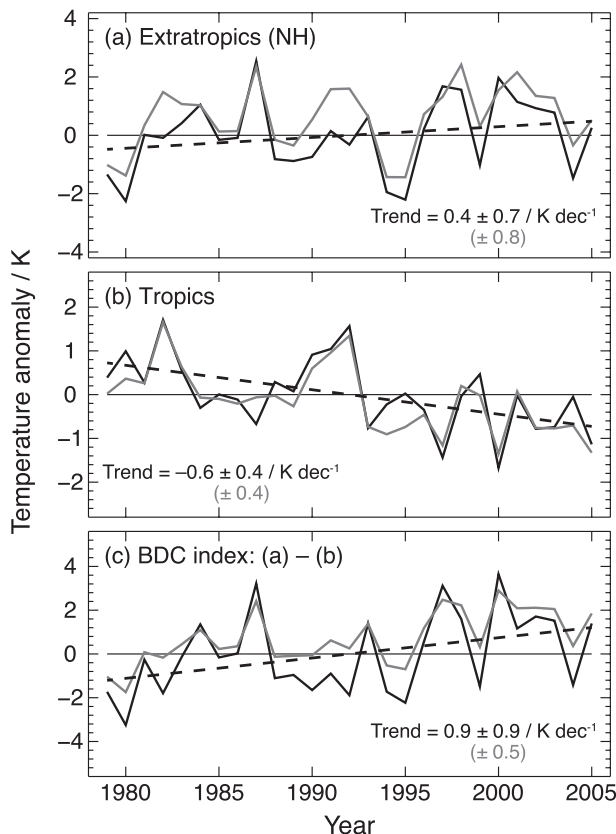 (a) Extratropics (NH)
4
2
0
−2
−4
Trend = 0.4 ± 0.7 / K dec⁻¹
(± 0.8)
Temperature anomaly / K
(b) Tropics
2
1
0
−1
−2
Trend = −0.6 ± 0.4 / K dec⁻¹
(± 0.4)
(c) BDC index: (a) – (b)
4
2
0
−2
−4
Trend = 0.9 ± 0.9 / K dec⁻¹
(± 0.5)
1980 1985 1990 1995 2000 2005
Year